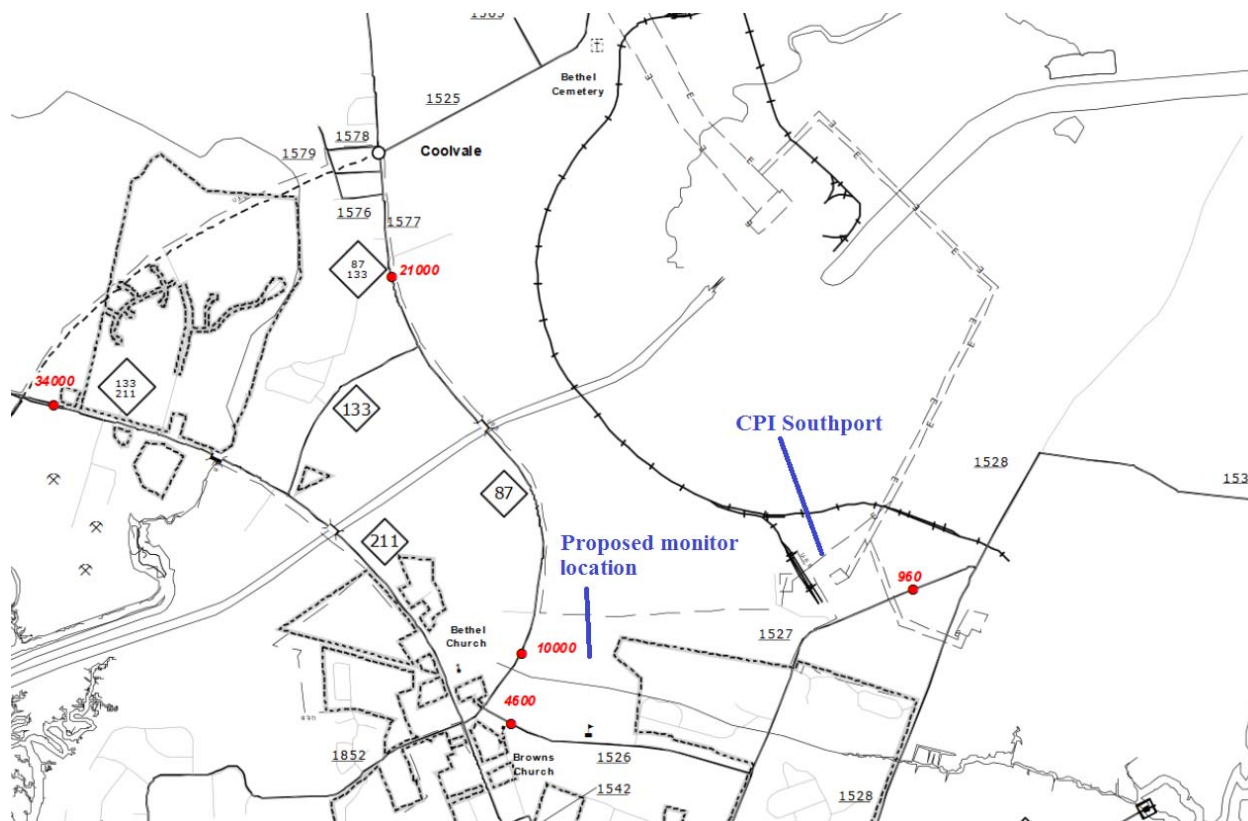 1525
Bethel
Cemetery
1578
1579
Coolvale
1576
1577
87
133
21000
34000
133
211
133
87
211
CPI Southport
1528
153
Proposed monitor
location
960
1527
Bethel
Church
10000
4600
1852
Browns
Church
1526
1542
1528